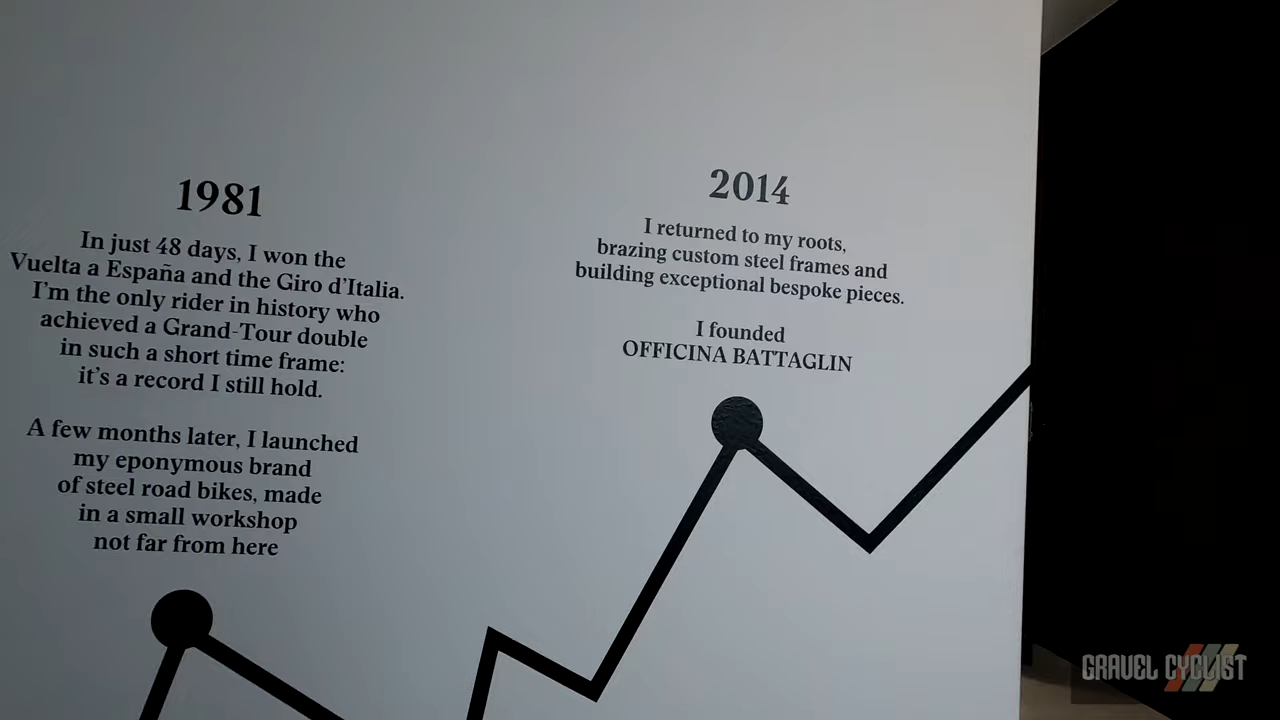 1981
In just 48 days, I won the
Vuelta a España and the Giro d'Italia.
I'm the only rider in history who
achieved a Grand-Tour double
in such a short time frame:
it's a record I still hold.
A few months later, I launched
my eponymous brand
of steel road bikes, made
in a small workshop
not far from here
2014
I returned to my roots,
brazing custom steel frames and
building exceptional bespoke pieces.
I founded
OFFICINA BATTAGLIN
GRAVEL CYCLIST